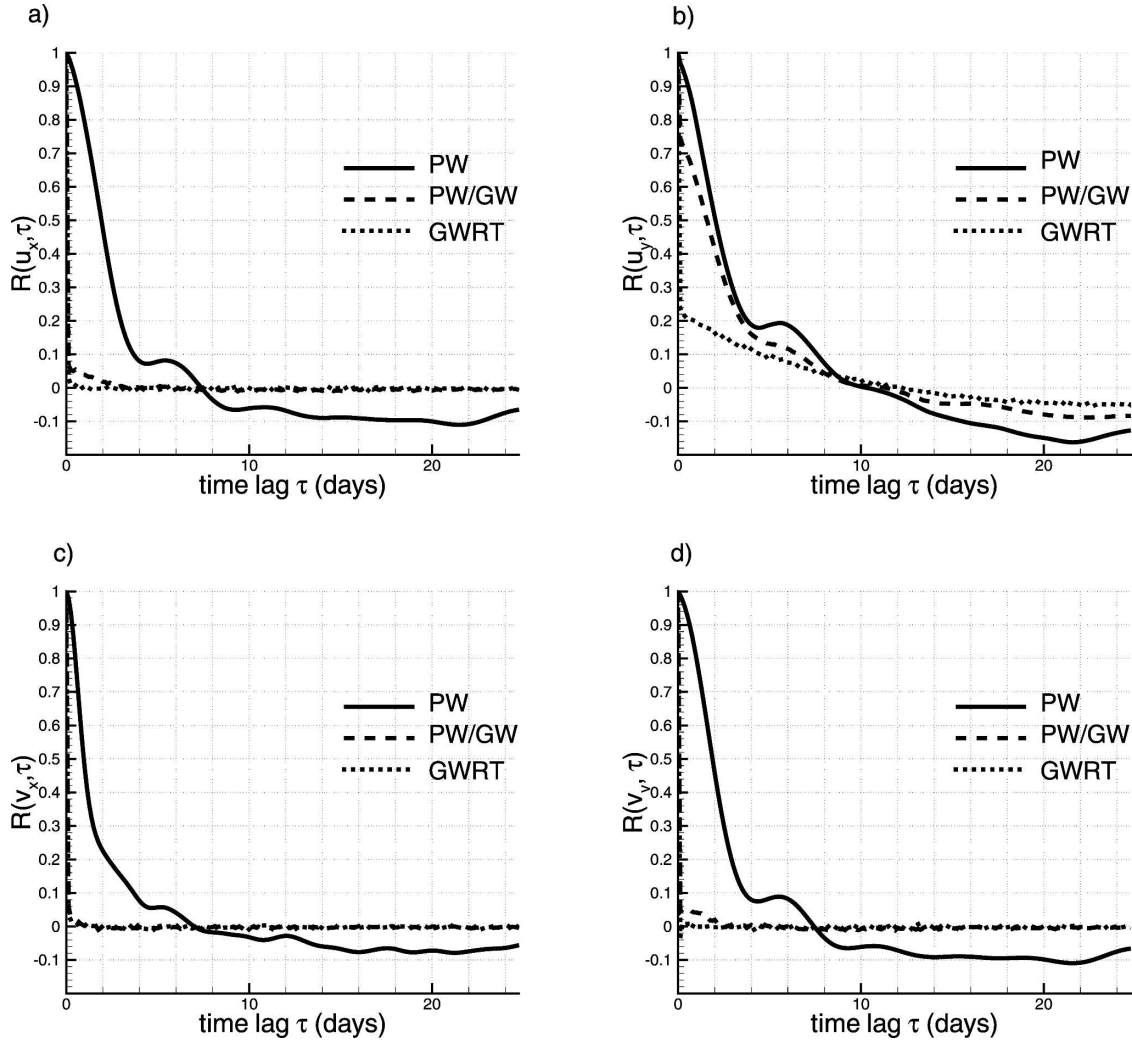 a)
1
0.9
0.8
0.7
0.6
0.5
0.4
0.3
0.2
0.1
0
-0.1
R(u_x,τ)
PW
PW/GW
GWRT
0 10 20
time lag τ (days)
b)
1
0.9
0.8
0.7
0.6
0.5
0.4
0.3
0.2
0.1
0
-0.1
R(u_y,τ)
PW
PW/GW
GWRT
0 10 20
time lag τ (days)
c)
1
0.9
0.8
0.7
0.6
0.5
0.4
0.3
0.2
0.1
0
-0.1
R(v_x,τ)
PW
PW/GW
GWRT
0 10 20
time lag τ (days)
d)
1
0.9
0.8
0.7
0.6
0.5
0.4
0.3
0.2
0.1
0
-0.1
R(v_y, τ)
PW
PW/GW
GWRT
0 10 20
time lag τ (days)